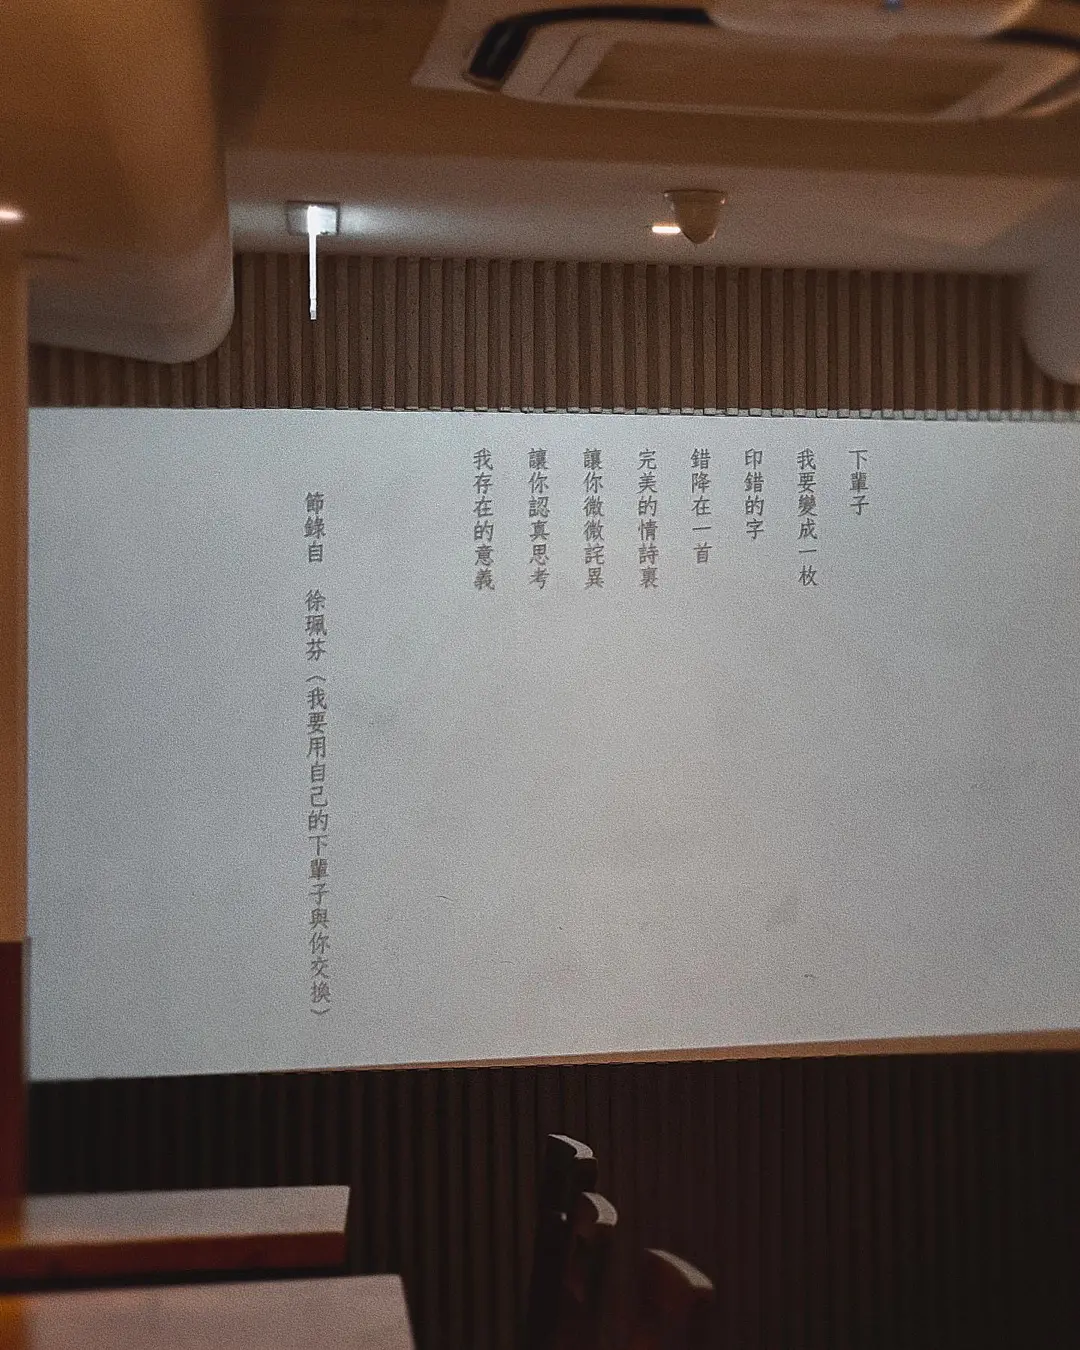 下輩子
我要變成一枚
印錯的字
錯降在一首
完美的情詩裏
讓你微微詫異
讓你認真思考
我存在的意義
節錄自　徐珮芬（我要用自己的下輩子與你交換）